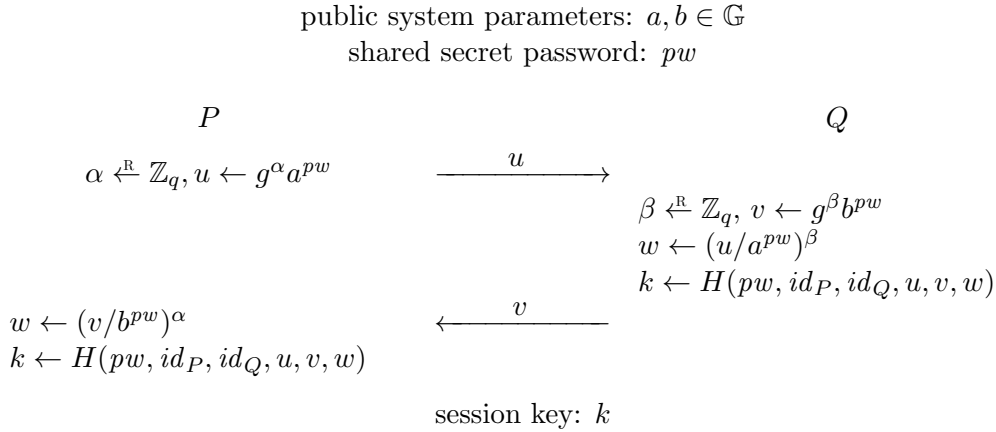 public system parameters: a, b ∈ 𝔾
shared secret password: pw
P Q
α ←ᴿ ℤ_q, u ← g^α a^{pw}
u
β ←ᴿ ℤ_q, v ← g^β b^{pw}
w ← (u/a^{pw})^β
k ← H(pw, id_P, id_Q, u, v, w)
v
w ← (v/b^{pw})^α
k ← H(pw, id_P, id_Q, u, v, w)
session key: k